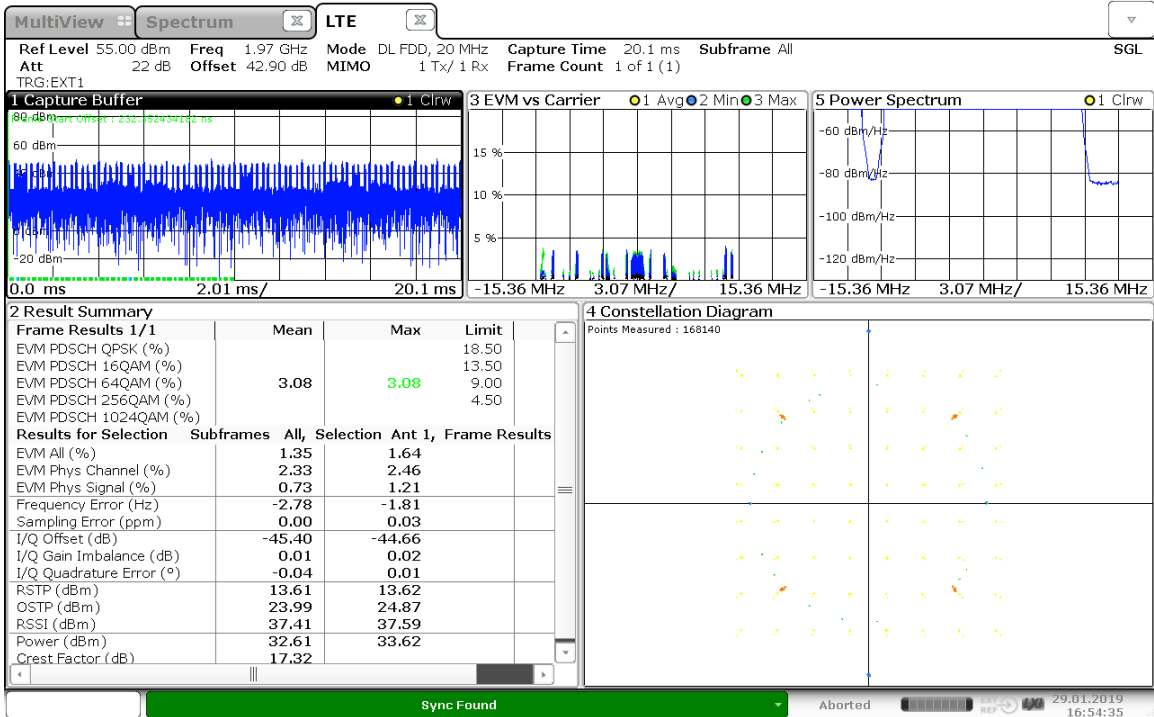 MultiView Spectrum LTE
Ref Level 55.00 dBm Freq 1.97 GHz Mode DL FDD, 20 MHz Capture Time 20.1 ms Subframe All SGL
Att 22 dB Offset 42.90 dB MIMO 1 Tx/ 1 Rx Frame Count 1 of 1 (1)
TRG:EXT1
1 Capture Buffer 1 Clrw
80 dBm
Frame Start Offset : 232.352434182 ns
60 dBm
-20 dBm
0.0 ms 2.01 ms/ 20.1 ms
3 EVM vs Carrier 1 Avg 2 Min 3 Max
15 %
10 %
5 %
-15.36 MHz 3.07 MHz/ 15.36 MHz
5 Power Spectrum 1 Clrw
-60 dBm/Hz
-80 dBm/Hz
-100 dBm/Hz
-120 dBm/Hz
-15.36 MHz 3.07 MHz/ 15.36 MHz
2 Result Summary
Frame Results 1/1 Mean Max Limit
EVM PDSCH QPSK (%) 18.50
EVM PDSCH 16QAM (%) 13.50
EVM PDSCH 64QAM (%) 3.08 3.08 9.00
EVM PDSCH 256QAM (%) 4.50
EVM PDSCH 1024QAM (%)
Results for Selection Subframes All, Selection Ant 1, Frame Results
EVM All (%) 1.35 1.64
EVM Phys Channel (%) 2.33 2.46
EVM Phys Signal (%) 0.73 1.21
Frequency Error (Hz) -2.78 -1.81
Sampling Error (ppm) 0.00 0.03
I/Q Offset (dB) -45.40 -44.66
I/Q Gain Imbalance (dB) 0.01 0.02
I/Q Quadrature Error (°) -0.04 0.01
RSTP (dBm) 13.61 13.62
OSTP (dBm) 23.99 24.87
RSSI (dBm) 37.41 37.59
Power (dBm) 32.61 33.62
Crest Factor (dB) 17.32
4 Constellation Diagram
Points Measured : 168140
Sync Found
Aborted
EXT
REF
LXI
29.01.2019
16:54:35